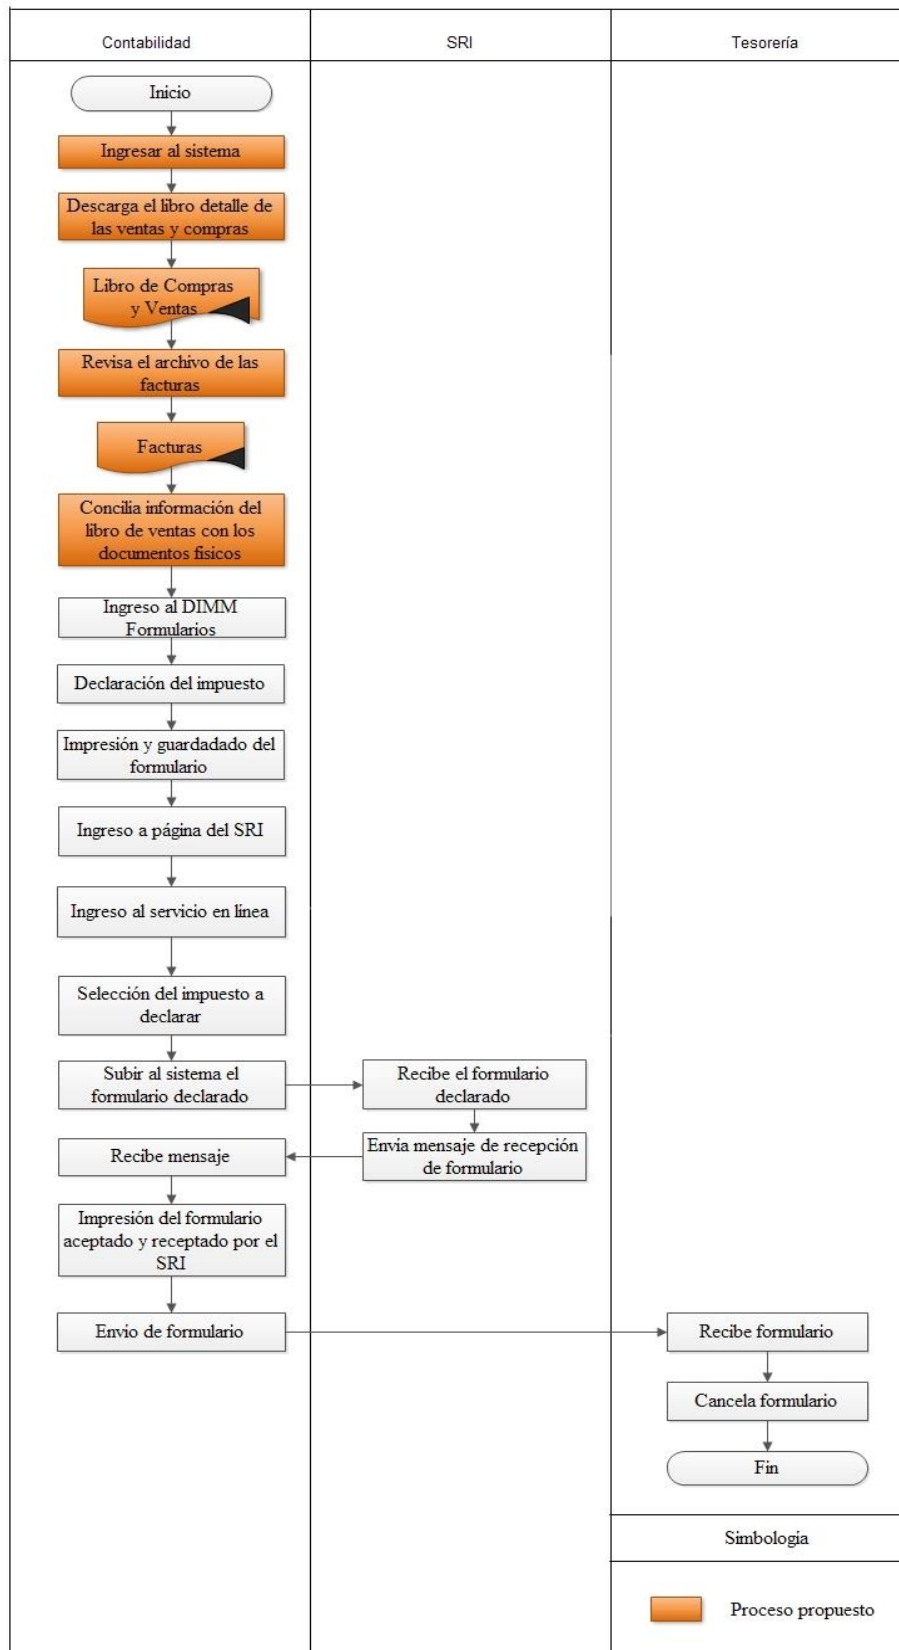 Contabilidad
SRI
Tesorería
Inicio
Ingresar al sistema
Descarga el libro detalle de
las ventas y compras
Libro de Compras
y Ventas
Revisa el archivo de las
facturas
Facturas
Concilia información del
libro de ventas con los
documentos físicos
Ingreso al DIMM
Formularios
Declaración del impuesto
Impresión y guardadado del
formulario
Ingreso a página del SRI
Ingreso al servicio en línea
Selección del impuesto a
declarar
Subir al sistema el
formulario declarado
Recibe el formulario
declarado
Envía mensaje de recepción
de formulario
Recibe mensaje
Impresión del formulario
aceptado y receptado por el
SRI
Envío de formulario
Recibe formulario
Cancela formulario
Fin
Simbología
Proceso propuesto